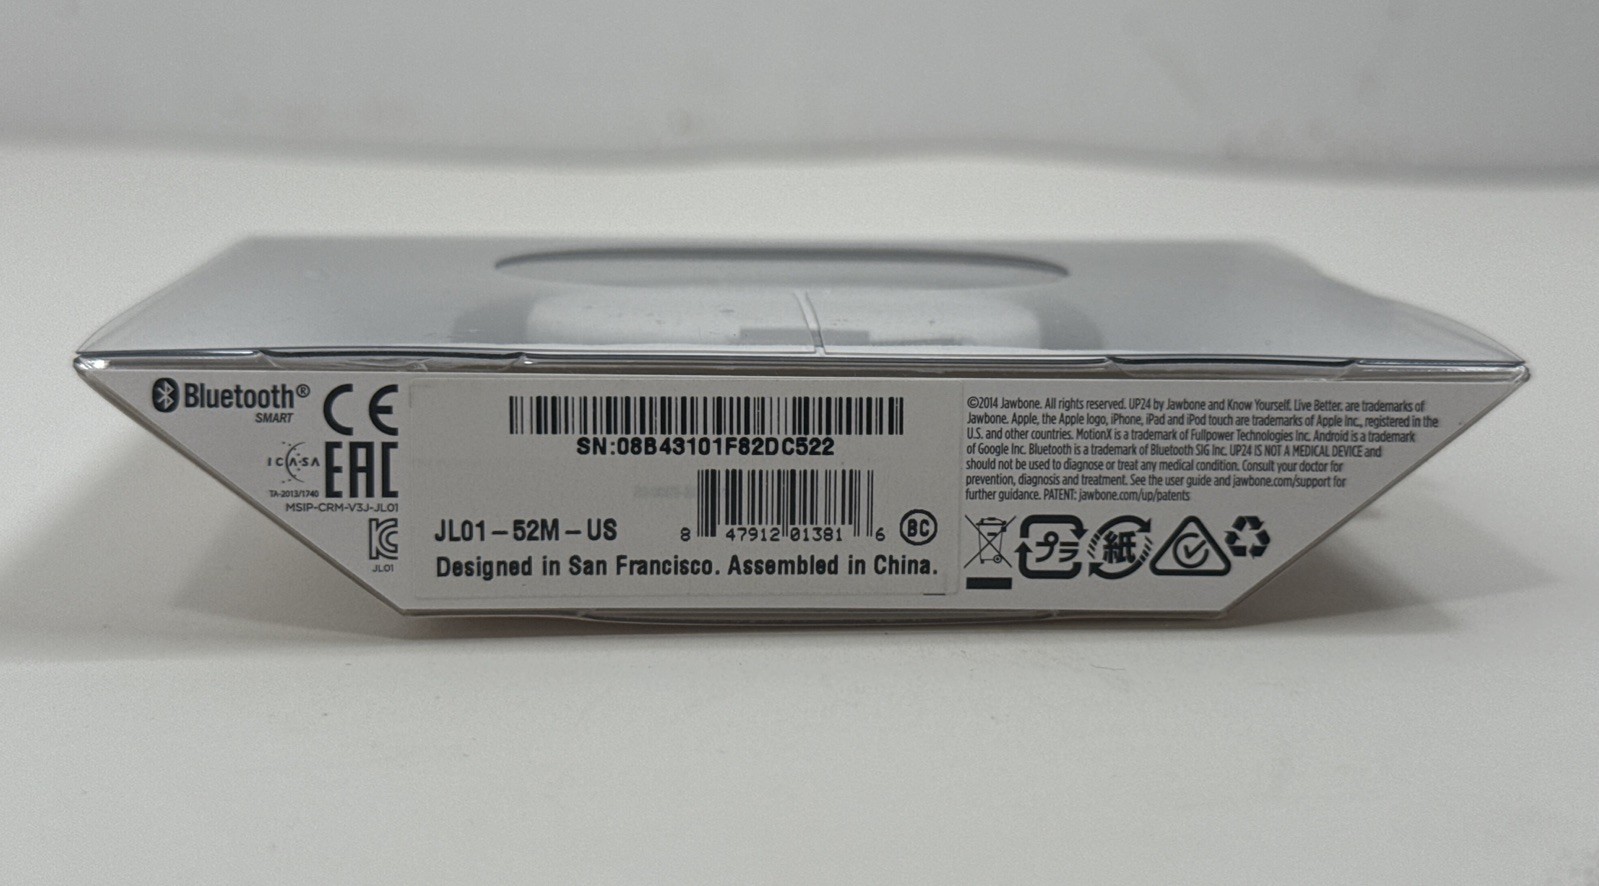 Bluetooth®
SMART
CE
ICASA
TA-2013/1740
EAC
MSIP-CRM-V3J-JL01
KC
JL01
SN:08B43101F82DC522
JL01-52M-US
8 47912 01381 6
BC
Designed in San Francisco. Assembled in China.
©2014 Jawbone. All rights reserved. UP24 by Jawbone and Know Yourself. Live Better. are trademarks of
Jawbone. Apple, the Apple logo, iPhone, iPad and iPod touch are trademarks of Apple Inc., registered in the
U.S. and other countries. MotionX is a trademark of Fullpower Technologies Inc. Android is a trademark
of Google Inc. Bluetooth is a trademark of Bluetooth SIG Inc. UP24 IS NOT A MEDICAL DEVICE and
should not be used to diagnose or treat any medical condition. Consult your doctor for
prevention, diagnosis and treatment. See the user guide and jawbone.com/support for
further guidance. PATENT: jawbone.com/up/patents
プラ
紙